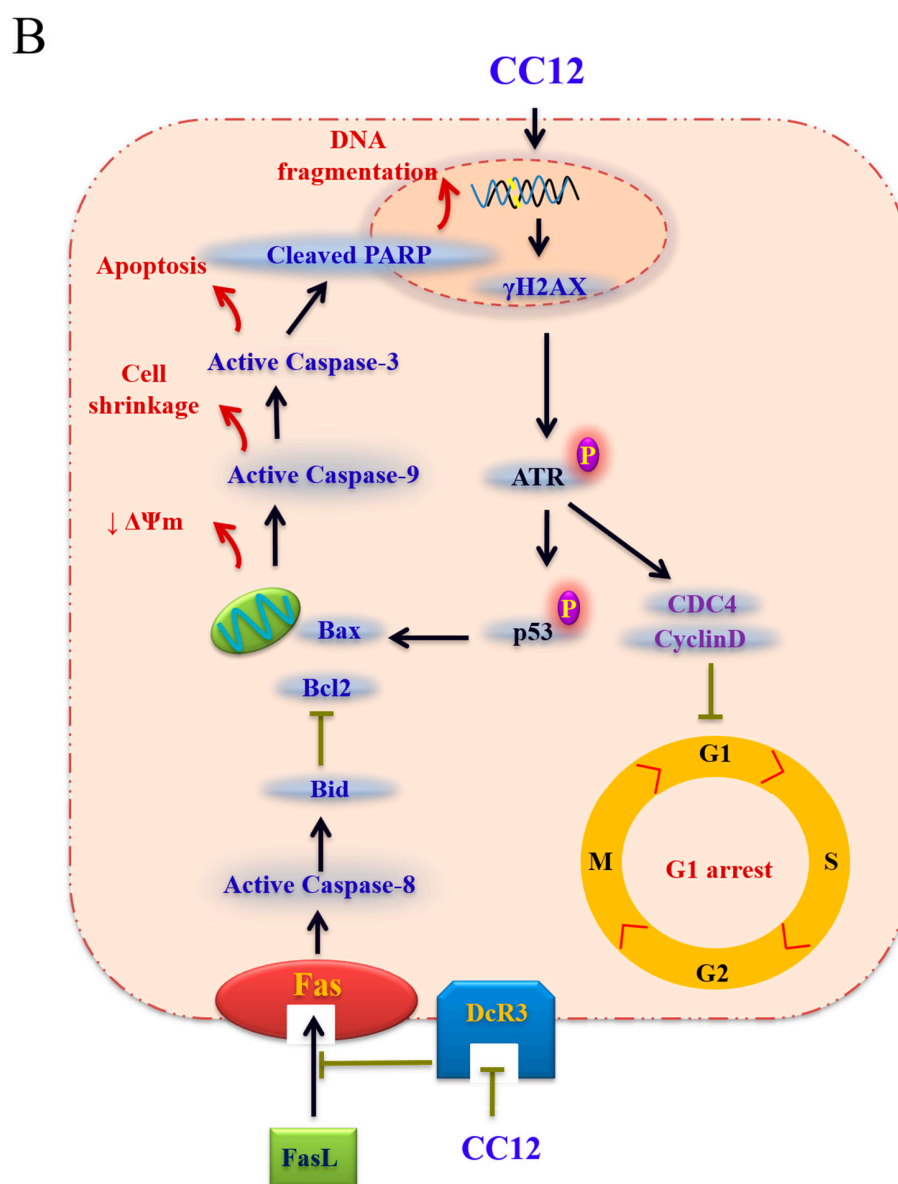 B
CC12
DNA
fragmentation
Cleaved PARP
γH2AX
Apoptosis
Active Caspase-3
Cell
shrinkage
Active Caspase-9
P
ATR
↓ ΔΨm
P
p53
Bax
Bcl2
CDC4
CyclinD
Bid
Active Caspase-8
G1
M
G1 arrest
S
G2
Fas
DcR3
FasL
CC12